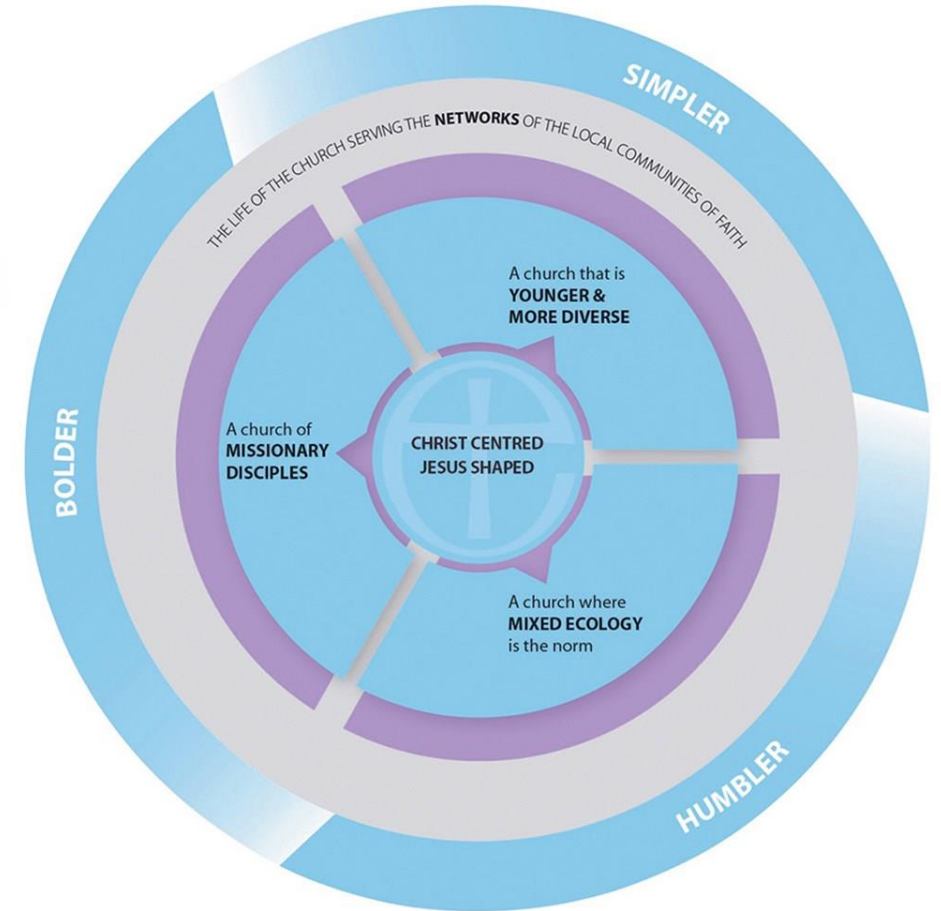 SIMPLER
THE LIFE OF THE CHURCH SERVING THE NETWORKS OF THE LOCAL COMMUNITIES OF FAITH
A church that is
YOUNGER &
MORE DIVERSE
BOLDER
A church of
MISSIONARY
DISCIPLES
CHRIST CENTRED
JESUS SHAPED
A church where
MIXED ECOLOGY
is the norm
HUMBLER